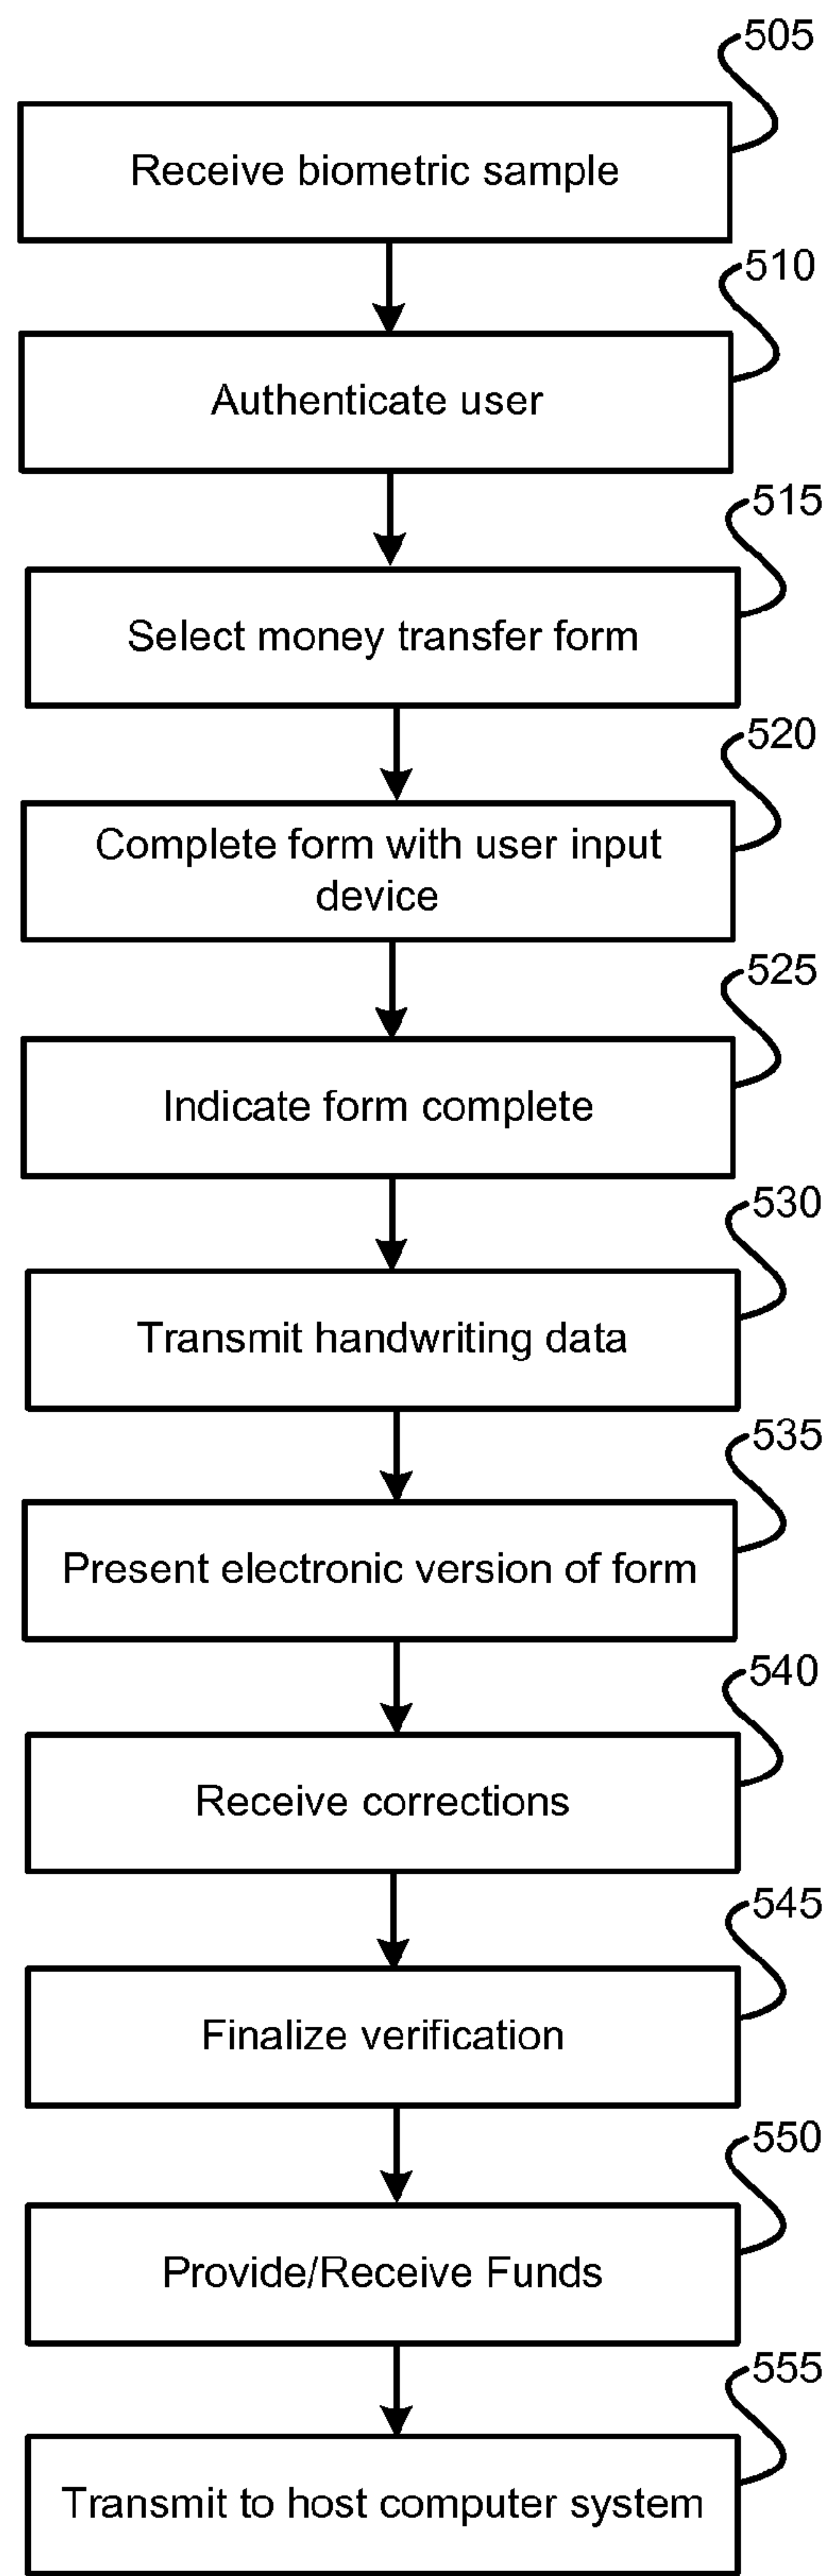 505
Receive biometric sample
510
Authenticate user
515
Select money transfer form
520
Complete form with user input
device
525
Indicate form complete
530
Transmit handwriting data
535
Present electronic version of form
540
Receive corrections
545
Finalize verification
550
Provide/Receive Funds
555
Transmit to host computer system